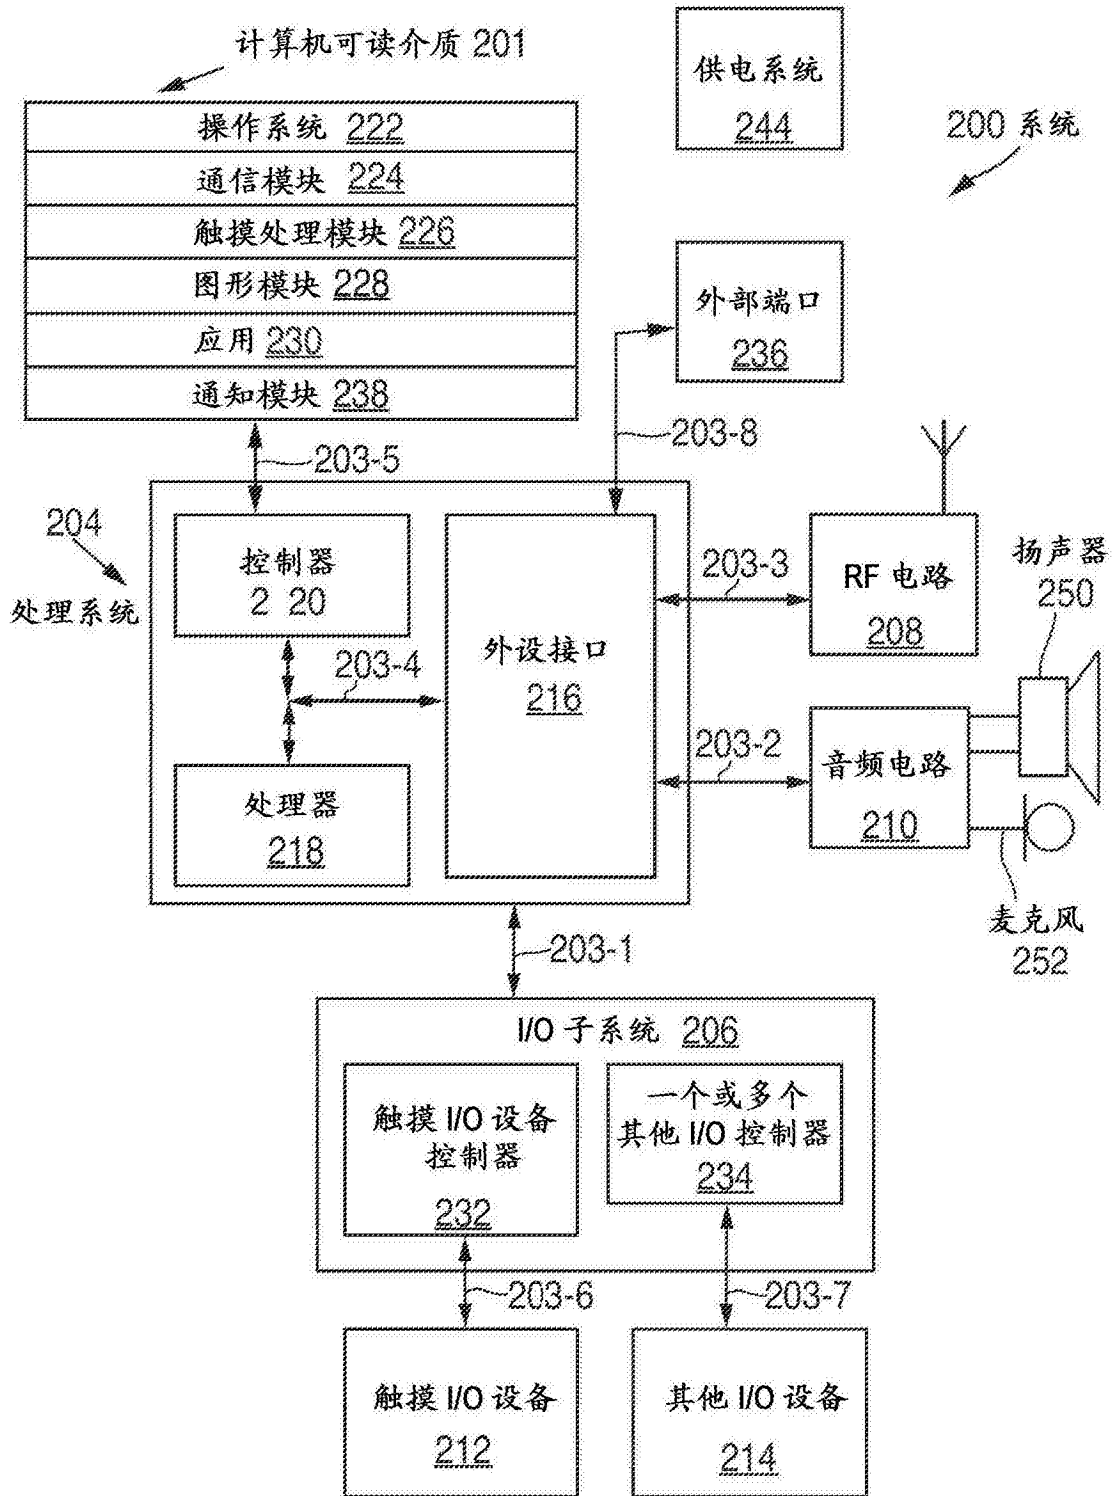 计算机可读介质 201
供电系统
244
200 系统
操作系统 222
通信模块 224
触摸处理模块 226
图形模块 228
应用 230
通知模块 238
外部端口
236
203-5
203-8
204
处理系统
控制器
2 20
203-4
处理器
218
外设接口
216
203-3
RF 电路
208
扬声器
250
203-2
音频电路
210
麦克风
252
203-1
I/O 子系统 206
触摸 I/O 设备
控制器
232
一个或多个
其他 I/O 控制器
234
203-6
203-7
触摸 I/O 设备
212
其他 I/O 设备
214